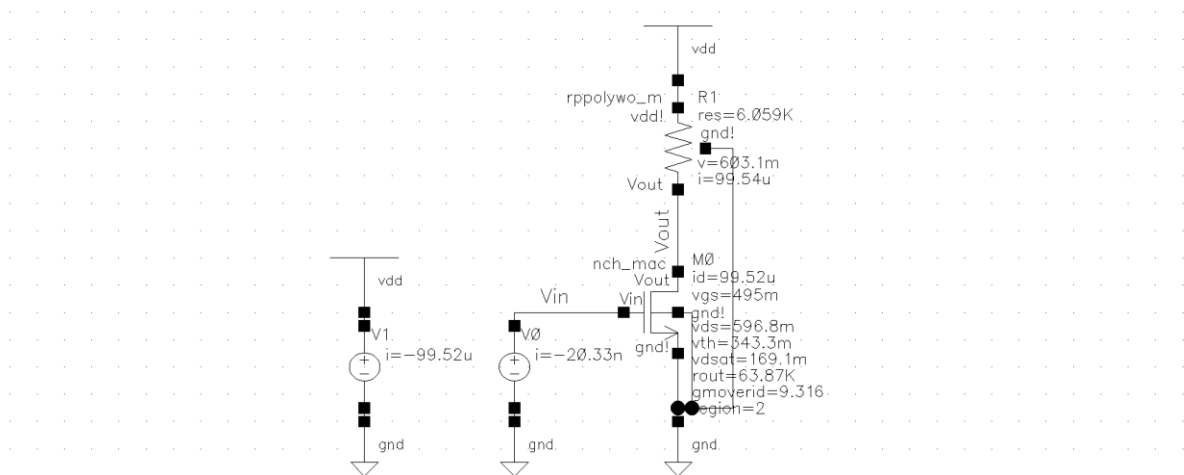 vdd
rppolywo_m
R1
vdd!
res=6.059K
gnd!
v=603.1m
i=99.54u
Vout
Vout
nch_mac
M0
Vout
id=99.52u
Vin
Vin
vgs=495m
gnd!
vds=596.8m
gnd!
vth=343.3m
vdsat=169.1m
rout=63.87K
gmoverid=9.316
region=2
gnd
vdd
V1
i=-99.52u
gnd
V0
i=-20.33n
gnd